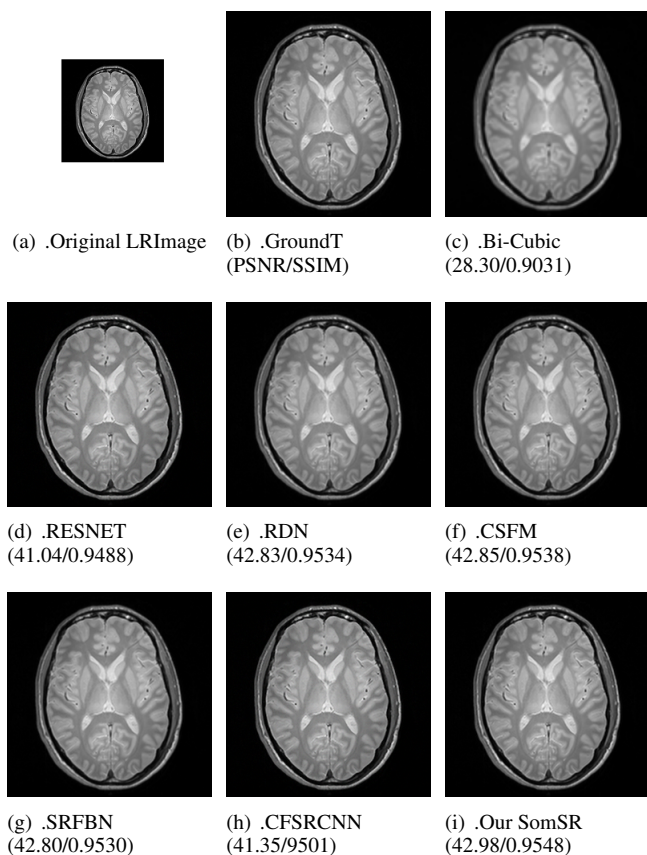 (a) .Original LRImage
(b) .GroundT
(PSNR/SSIM)
(c) .Bi-Cubic
(28.30/0.9031)
(d) .RESNET
(41.04/0.9488)
(e) .RDN
(42.83/0.9534)
(f) .CSFM
(42.85/0.9538)
(g) .SRFBN
(42.80/0.9530)
(h) .CFSRCNN
(41.35/9501)
(i) .Our SomSR
(42.98/0.9548)